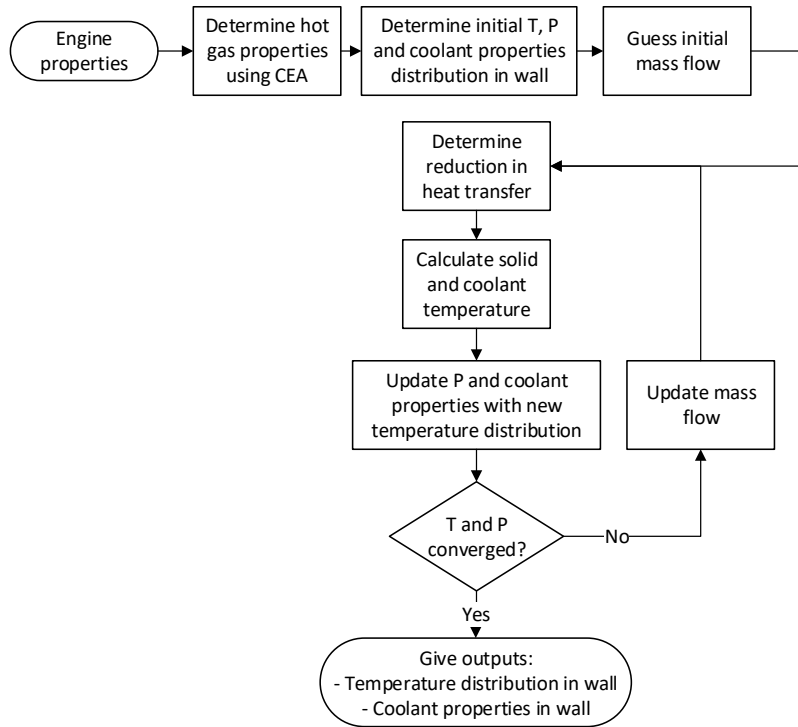 Engine
properties
Determine hot
gas properties
using CEA
Determine initial T, P
and coolant properties
distribution in wall
Guess initial
mass flow
Determine
reduction in
heat transfer
Calculate solid
and coolant
temperature
Update P and coolant
properties with new
temperature distribution
Update mass
flow
T and P
converged?
No
Yes
Give outputs:
- Temperature distribution in wall
- Coolant properties in wall